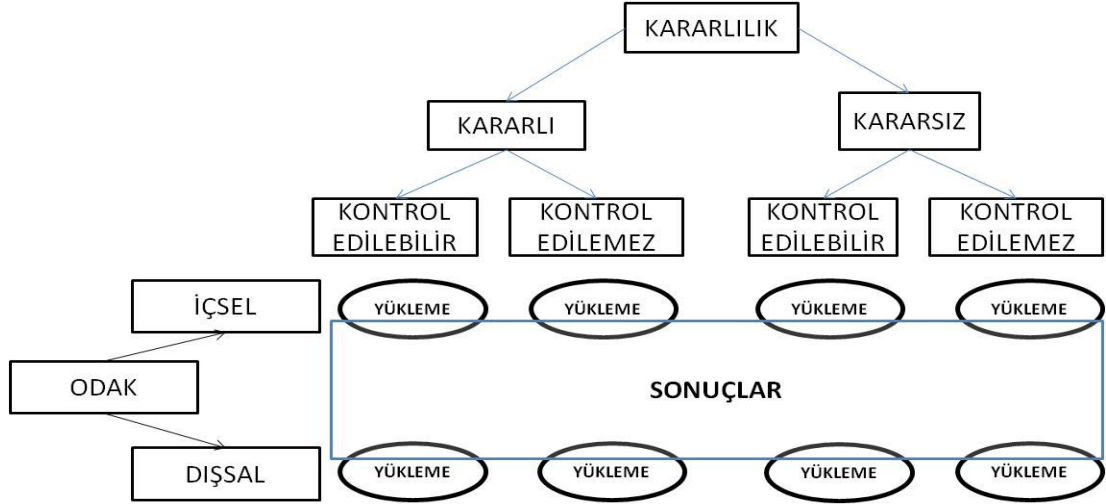 KARARLILIK
KARARLI
KARARSIZ
KONTROL
EDİLEBİLİR
KONTROL
EDİLEMEZ
KONTROL
EDİLEBİLİR
KONTROL
EDİLEMEZ
İÇSEL
YÜKLEME
YÜKLEME
YÜKLEME
YÜKLEME
ODAK
SONUÇLAR
DIŞSAL
YÜKLEME
YÜKLEME
YÜKLEME
YÜKLEME